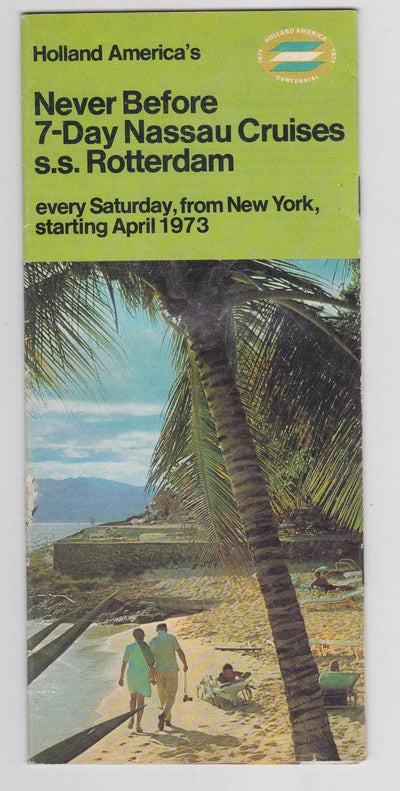 Holland America's
HOLLAND AMERICA
1873 1973
CENTENNIAL
Never Before
7-Day Nassau Cruises
s.s. Rotterdam
every Saturday, from New York,
starting April 1973